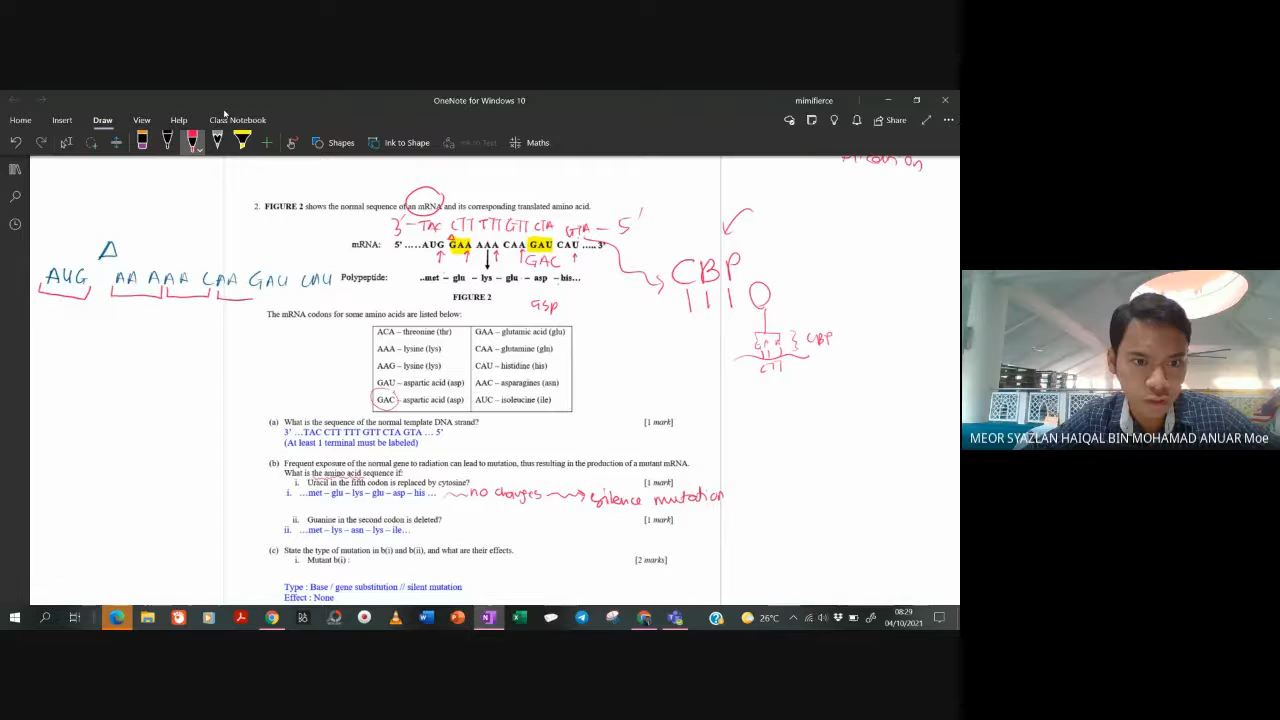 OneNote for Windows 10
mimifierce
Home Insert Draw View Help Class Notebook
Share
Shapes
Ink to Shape
Ink to Text
Maths
2. FIGURE 2 shows the normal sequence of an mRNA and its corresponding translated amino acid.
3' - TAC CTT TTT GTT CTA GTA - 5'
mRNA: 5' ..... AUG GAA AAA CAA GAU CAU ..... 3'
GAC
AUG AA AAA CAA GAU CAU
Polypeptide: ..met – glu – lys – glu – asp – his...
FIGURE 2
asp
CBP
CBP
CTT
The mRNA codons for some amino acids are listed below:
ACA – threonine (thr) GAA – glutamic acid (glu)
AAA – lysine (lys) CAA – glutamine (glu)
AAG – lysine (lys) CAU – histidine (his)
GAU – aspartic acid (asp) AAC – asparagines (asn)
GAC – aspartic acid (asp) AUC – isoleucine (ile)
(a) What is the sequence of the normal template DNA strand? [1 mark]
3' ...TAC CTT TTT GTT CTA GTA ... 5'
(At least 1 terminal must be labeled)
(b) Frequent exposure of the normal gene to radiation can lead to mutation, thus resulting in the production of a mutant mRNA.
What is the amino acid sequence if:
i. Uracil in the fifth codon is replaced by cytosine? [1 mark]
i. ...met – glu – lys – glu – asp – his ...
no changes silence mutation
ii. Guanine in the second codon is deleted? [1 mark]
ii. ...met – lys – asn – lys – ile...
(c) State the type of mutation in b(i) and b(ii), and what are their effects.
i. Mutant b(i) : [2 marks]
Type : Base / gene substitution // silent mutation
Effect : None
MEOR SYAZLAN HAIQAL BIN MOHAMAD ANUAR Moe
26°C
08:29
04/10/2021